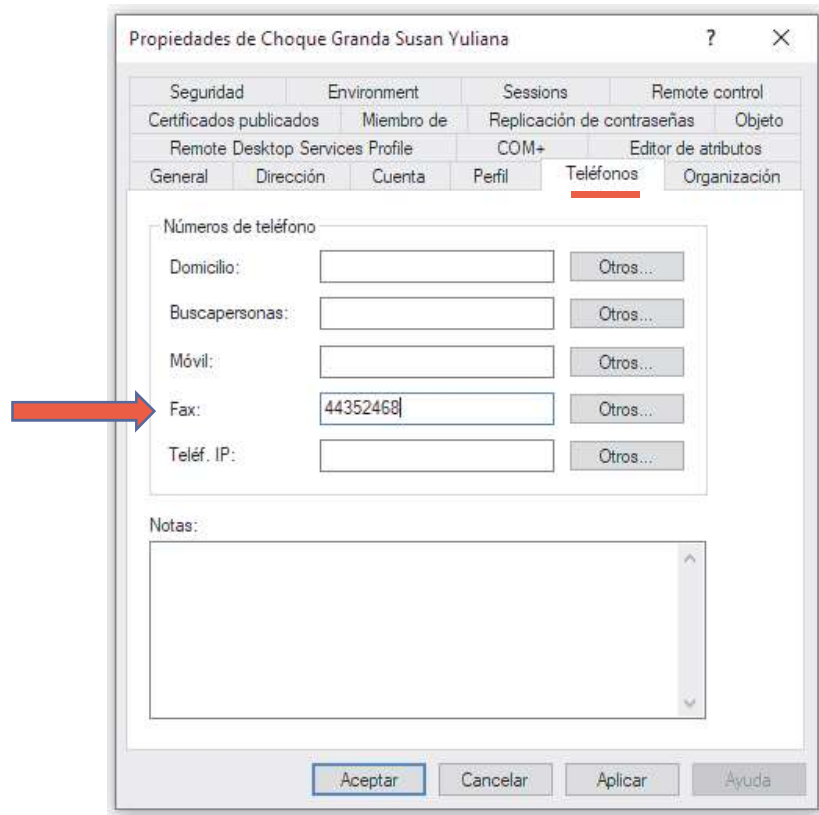 Propiedades de Choque Granda Susan Yuliana ?
Seguridad Environment Sessions Remote control
Certificados publicados Miembro de Replicación de contraseñas Objeto
Remote Desktop Services Profile COM+ Editor de atributos
General Dirección Cuenta Perfil Teléfonos Organización
Números de teléfono
Domicilio: Otros...
Buscapersonas: Otros...
Móvil: Otros...
Fax: 44352468 Otros...
Teléf. IP: Otros...
Notas:
Aceptar Cancelar Aplicar Ayuda